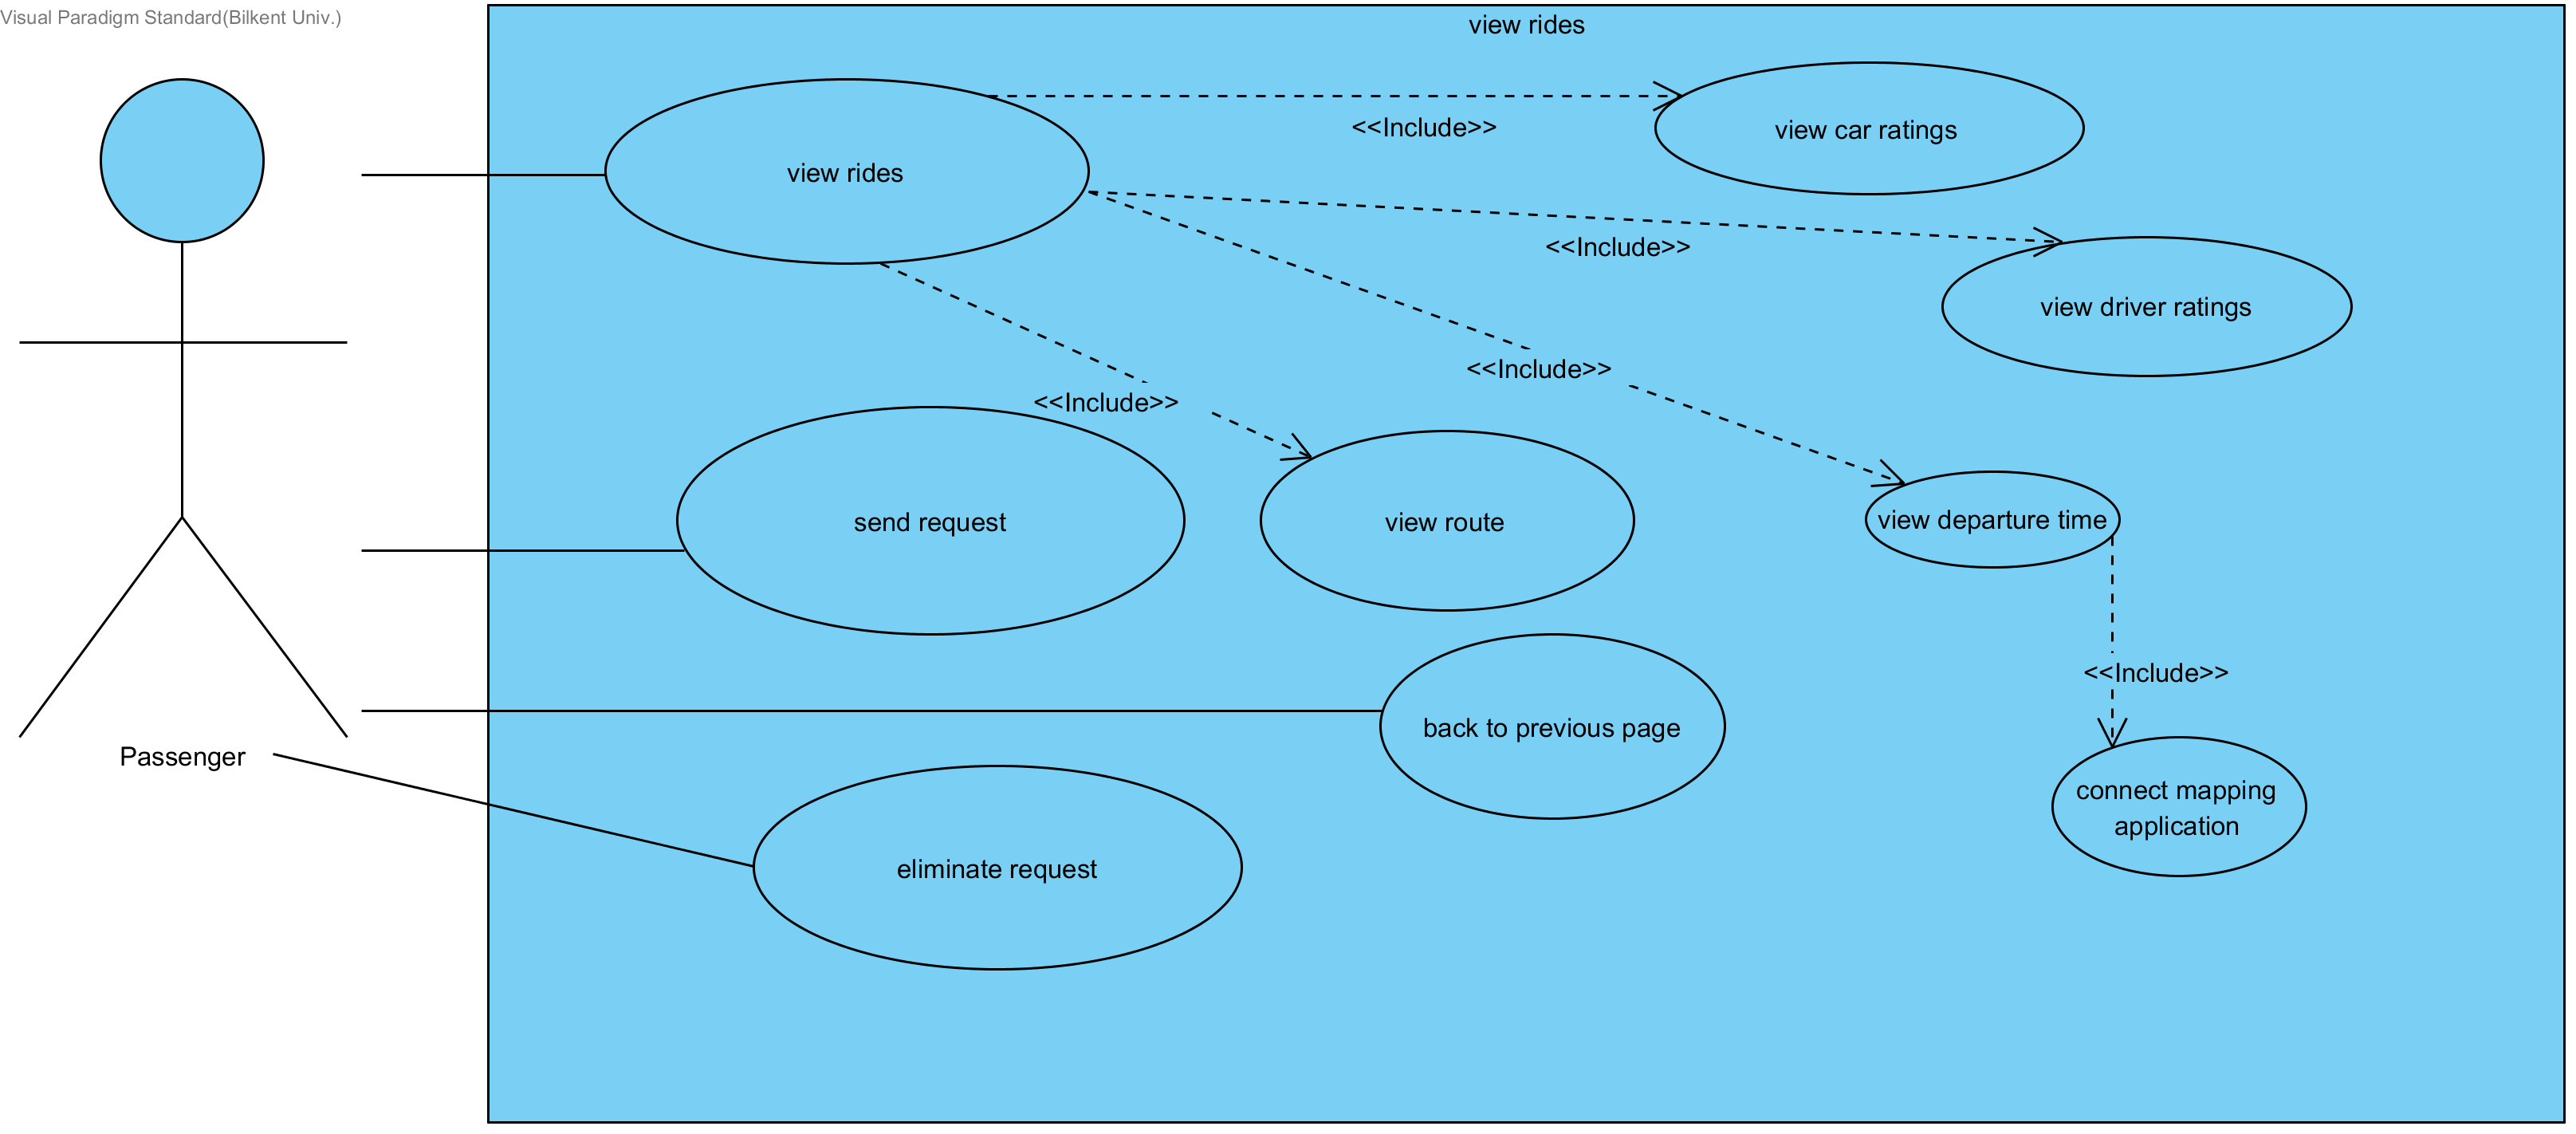 Visual Paradigm Standard(Bilkent Univ.)
view rides
view rides
<<Include>>
view car ratings
<<Include>>
view driver ratings
<<Include>>
<<Include>>
send request
view route
view departure time
<<Include>>
back to previous page
Passenger
connect mapping
application
eliminate request